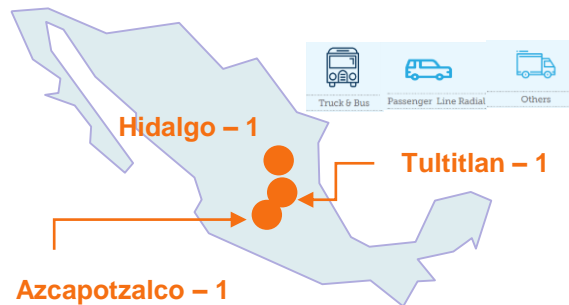 Truck & Bus
Passenger Line Radial
Others
Hidalgo – 1
Tultitlan – 1
Azcapotzalco – 1